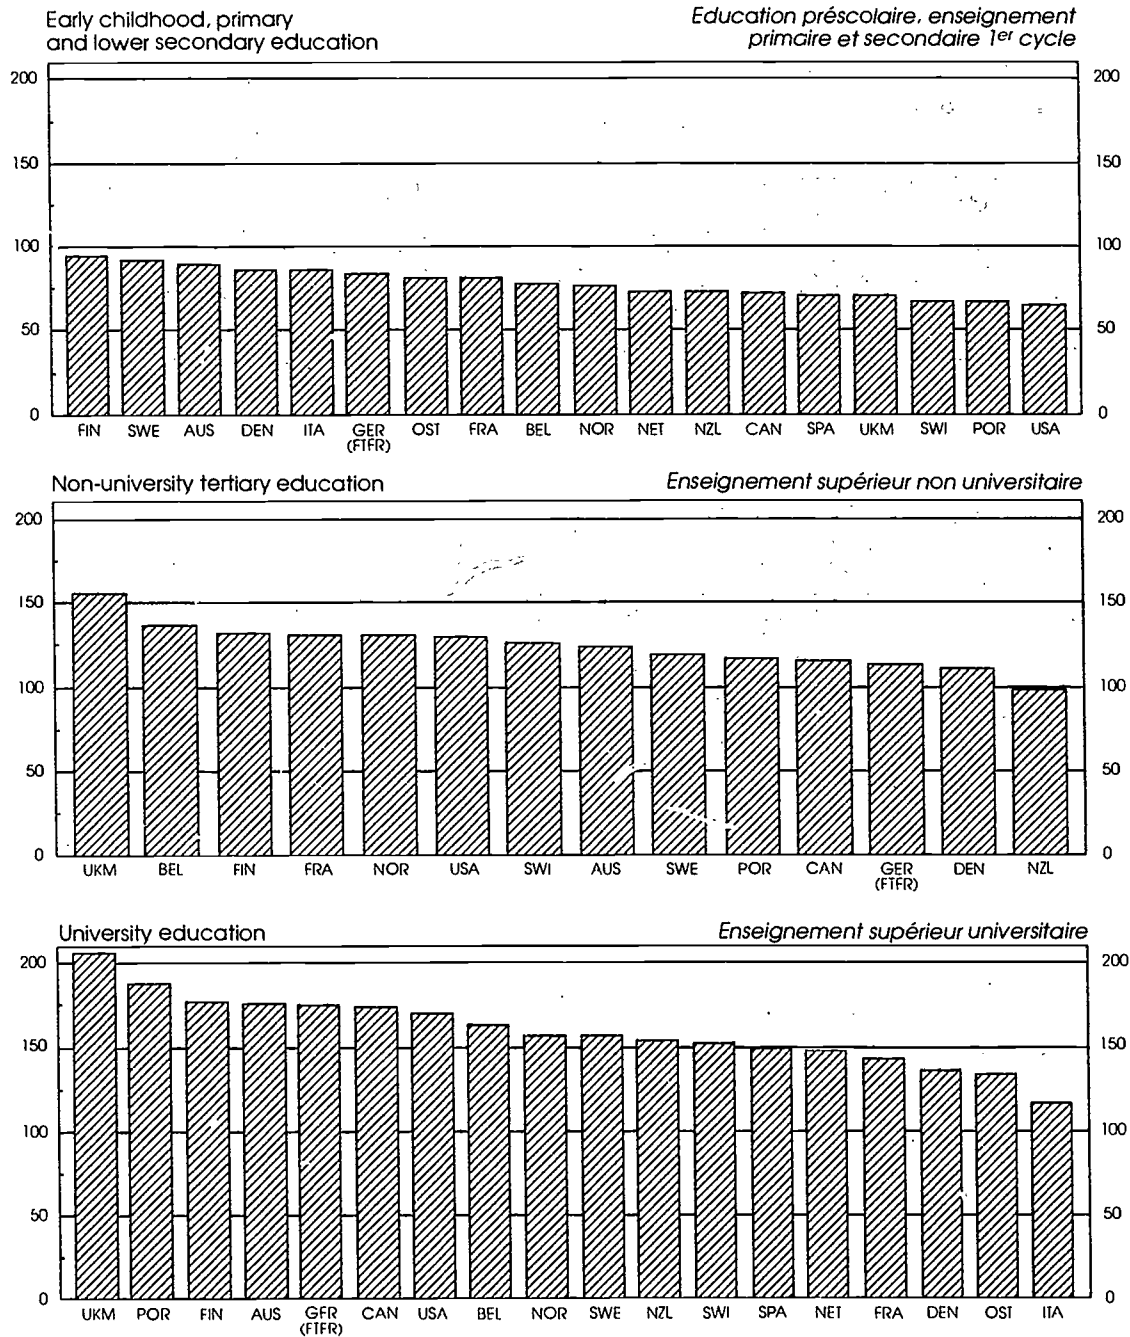 Early childhood, primary
and lower secondary education
Education préscolaire, enseignement
primaire et secondaire 1er cycle
200 200
150 150
100 100
50 50
0 0
FIN SWE AUS DEN ITA GER OST FRA BEL NOR NET NZL CAN SPA UKM SWI POR USA
(FTFR)
Non-university tertiary education Enseignement supérieur non universitaire
200 200
150 150
100 100
50 50
0 0
UKM BEL FIN FRA NOR USA SWI AUS SWE POR CAN GER DEN NZL
(FTFR)
University education Enseignement supérieur universitaire
200 200
150 150
100 100
50 50
0 0
UKM POR FIN AUS GFR CAN USA BEL NOR SWE NZL SWI SPA NET FRA DEN OST ITA
(FTFR)